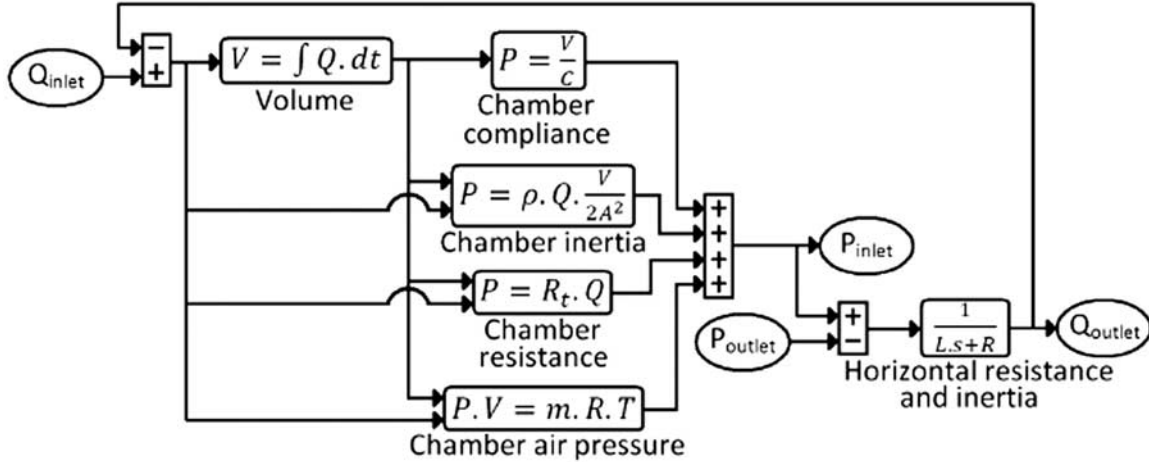 Q_inlet
−
+
V = ∫ Q. dt
Volume
P = V/C
Chamber
compliance
P = ρ. Q. V/2A²
Chamber inertia
P = R_t. Q
Chamber
resistance
P. V = m. R. T
Chamber air pressure
+
+
+
+
P_inlet
P_outlet
+
−
1/L.s+R
Horizontal resistance
and inertia
Q_outlet